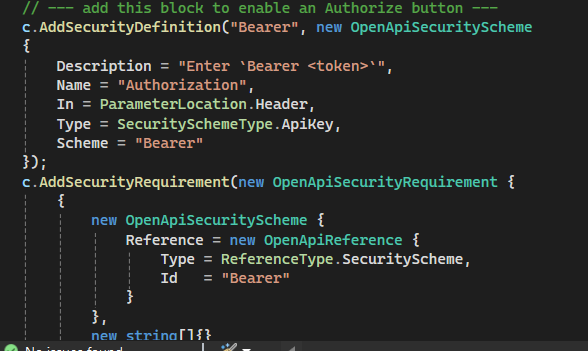 // --- add this block to enable an Authorize button ---
c.AddSecurityDefinition("Bearer", new OpenApiSecurityScheme
{
    Description = "Enter `Bearer <token>`",
    Name = "Authorization",
    In = ParameterLocation.Header,
    Type = SecuritySchemeType.ApiKey,
    Scheme = "Bearer"
});
c.AddSecurityRequirement(new OpenApiSecurityRequirement {
    {
        new OpenApiSecurityScheme {
            Reference = new OpenApiReference {
                Type = ReferenceType.SecurityScheme,
                Id   = "Bearer"
            }
        },
        new string[]{}
No issues found